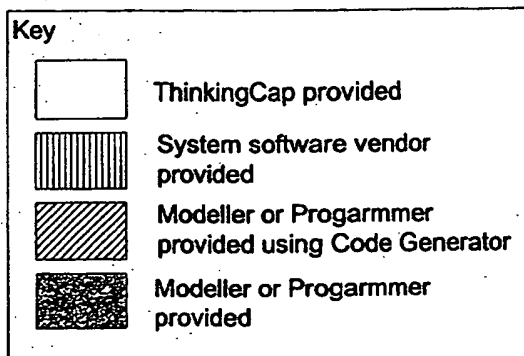 Key
ThinkingCap provided
System software vendor
provided
Modeller or Progarmmer
provided using Code Generator
Modeller or Progarmmer
provided